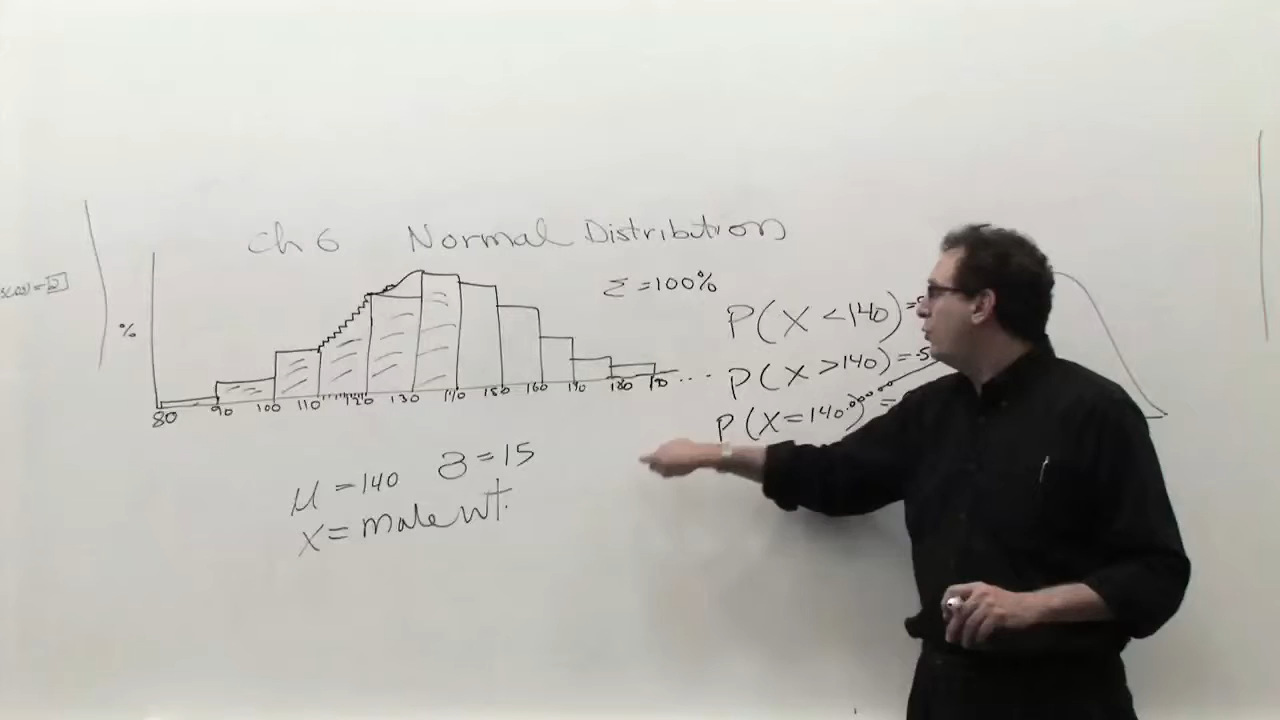 Ch 6 Normal Distribution
%
Σ = 100%
80 90 100 110 120 130 140 150 160 170 180 190 ...
P(X < 140) =
P(X > 140) = .5
P(X = 140.000
μ = 140 σ = 15
X = male wt.